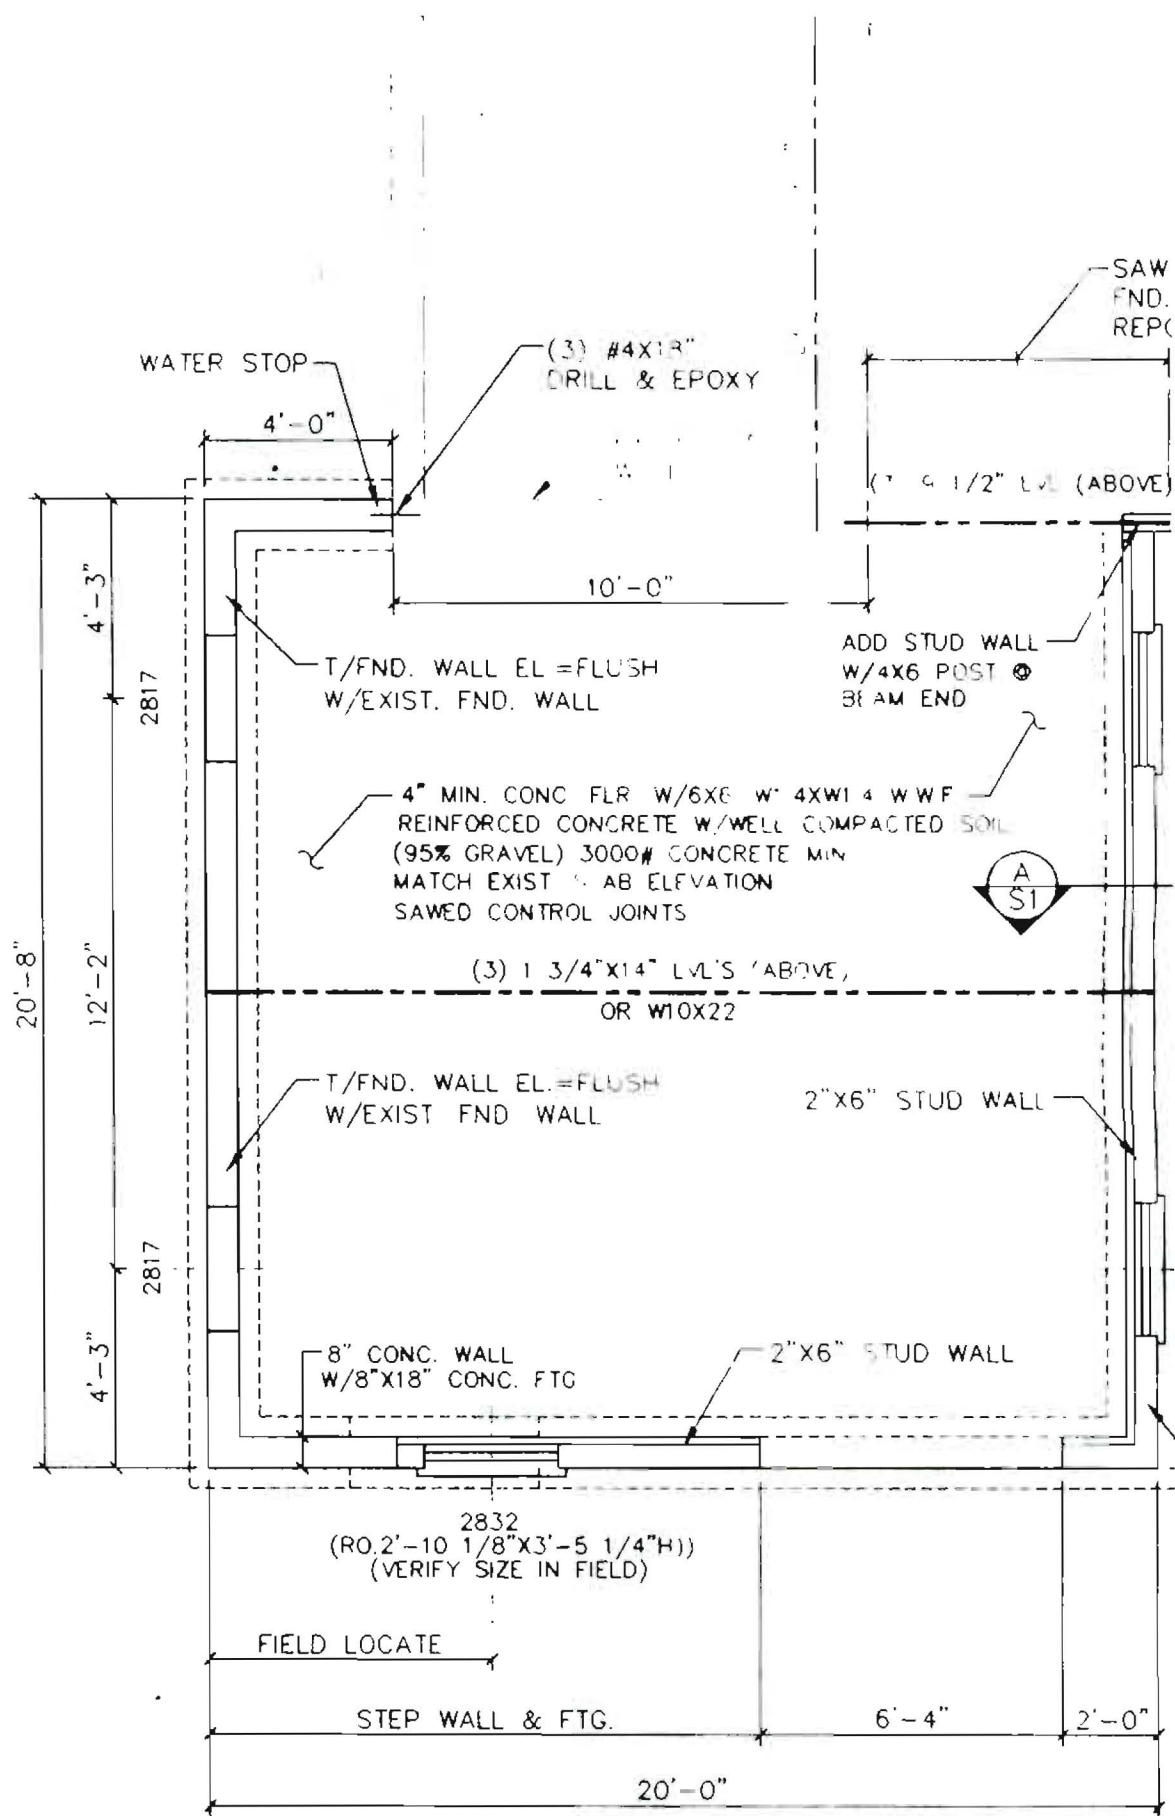 SAW
FND.
WATER STOP
(3) #4X18"
DRILL & EPOXY
4'-0"
9 1/2" LVL (ABOVE)
4'-3"
10'-0"
2817
T/FND. WALL EL.=FLUSH
W/EXIST. FND. WALL
ADD STUD WALL
W/4X6 POST @
BEAM END
4" MIN. CONC FLR W/6X6 W1.4XW1.4 WWF
REINFORCED CONCRETE W/WELL COMPACTED SOIL
(95% GRAVEL) 3000# CONCRETE MIN
MATCH EXIST ELEVATION
SAWED CONTROL JOINTS
A
S1
20'-8"
12'-2"
(3) 1 3/4"X14" LVL'S (ABOVE)
OR W10X22
T/FND. WALL EL.=FLUSH
W/EXIST FND WALL
2"X6" STUD WALL
2817
4'-3"
8" CONC. WALL
W/8"X18" CONC. FTG
2"X6" STUD WALL
2832
(RO.2'-10 1/8"X3'-5 1/4"H))
(VERIFY SIZE IN FIELD)
FIELD LOCATE
STEP WALL & FTG.
6'-4"
2'-0"
20'-0"